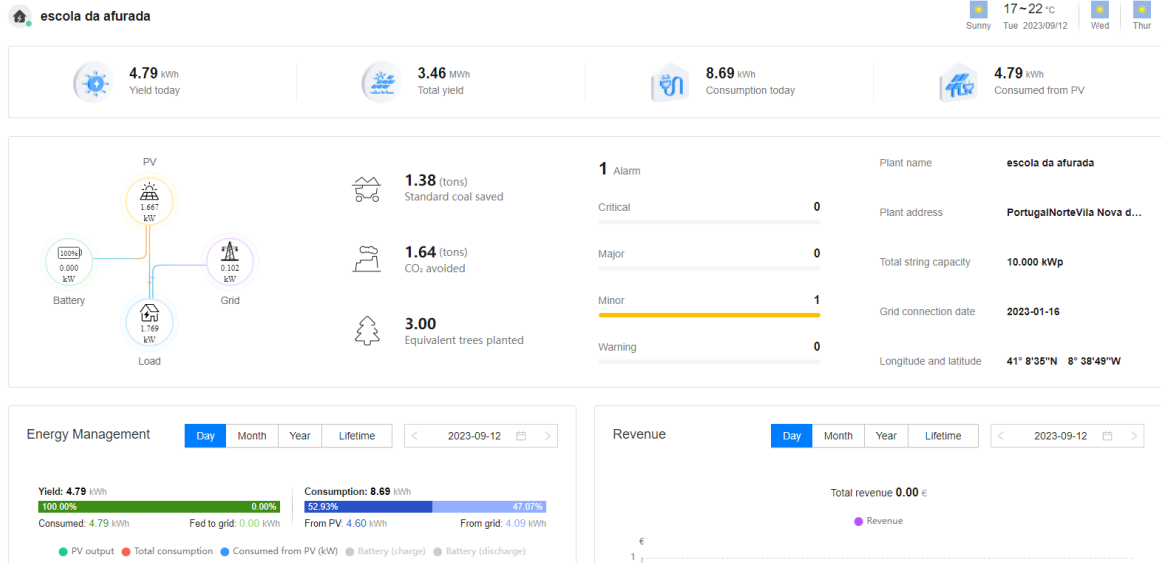 escola da afurada
17~22 °C
Sunny Tue 2023/09/12 Wed Thur
4.79 kWh
Yield today
3.46 MWh
Total yield
8.69 kWh
Consumption today
4.79 kWh
Consumed from PV
PV
1.667
kW
100%
0.000
kW
Battery
0.102
kW
Grid
1.769
kW
Load
1.38 (tons)
Standard coal saved
1.64 (tons)
CO₂ avoided
3.00
Equivalent trees planted
1 Alarm
Critical 0
Major 0
Minor 1
Warning 0
Plant name escola da afurada
Plant address PortugalNorteVila Nova d...
Total string capacity 10.000 kWp
Grid connection date 2023-01-16
Longitude and latitude 41° 8'35"N 8° 38'49"W
Energy Management Day Month Year Lifetime < 2023-09-12 >
Yield: 4.79 kWh
100.00% 0.00%
Consumed: 4.79 kWh Fed to grid: 0.00 kWh
Consumption: 8.69 kWh
52.93% 47.07%
From PV: 4.60 kWh From grid: 4.09 kWh
PV output Total consumption Consumed from PV (kW) Battery (charge) Battery (discharge)
Revenue Day Month Year Lifetime < 2023-09-12 >
Total revenue 0.00 €
Revenue
€
1